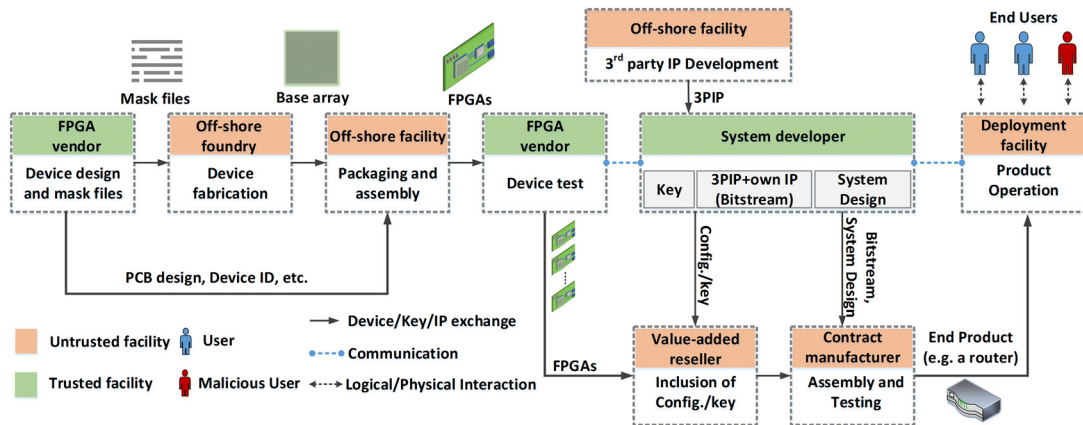 Mask files
Base array
FPGAs
Off-shore facility
3rd party IP Development
3PIP
End Users
FPGA
vendor
Device design
and mask files
Off-shore
foundry
Device
fabrication
Off-shore facility
Packaging and
assembly
FPGA
vendor
Device test
System developer
Key
3PIP+own IP
(Bitstream)
System
Design
Deployment
facility
Product
Operation
PCB design, Device ID, etc.
Config./key
Bitstream,
System Design
Untrusted facility
Trusted facility
User
Malicious User
Device/Key/IP exchange
Communication
Logical/Physical Interaction
FPGAs
Value-added
reseller
Inclusion of
Config./key
Contract
manufacturer
Assembly and
Testing
End Product
(e.g. a router)